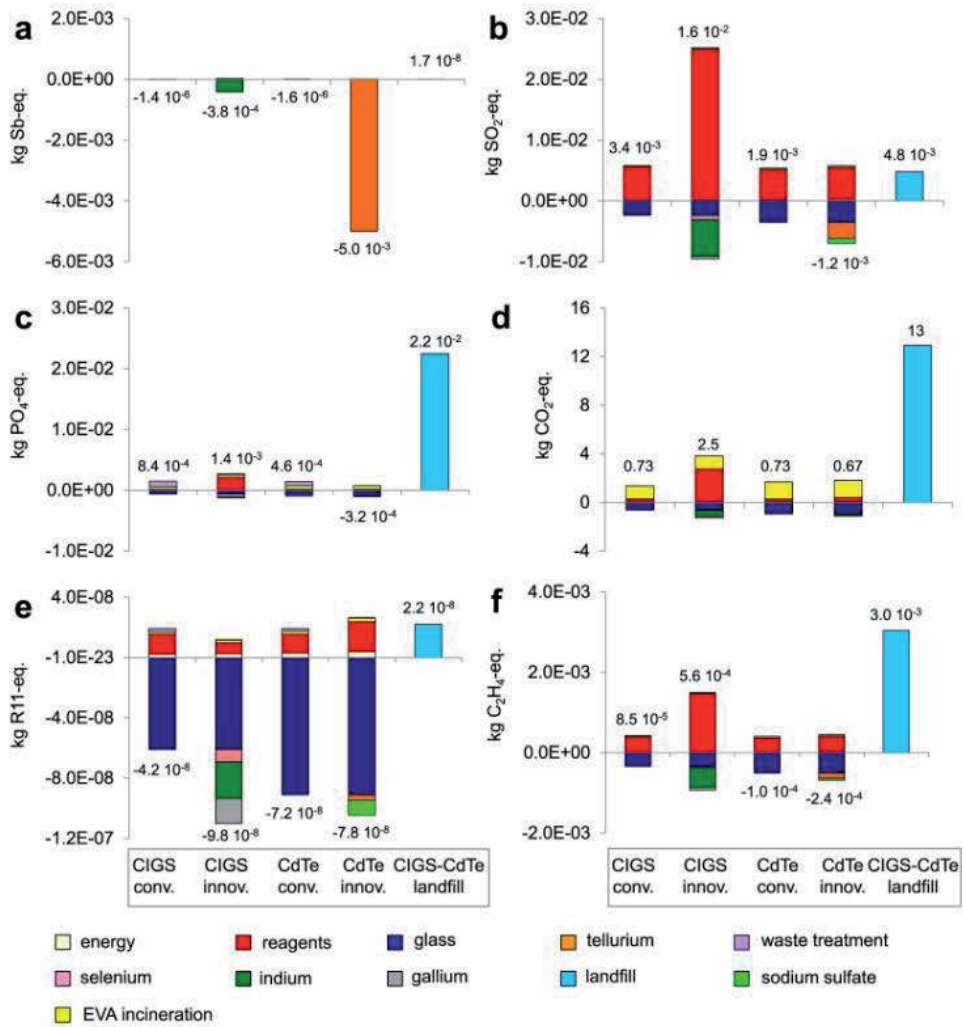 a
kg Sb-eq.
2.0E-03
0.0E+00
-2.0E-03
-4.0E-03
-6.0E-03
-1.4 10⁻⁶
-3.8 10⁻⁴
-1.6 10⁻⁶
-5.0 10⁻³
1.7 10⁻⁸
b
kg SO₂-eq.
3.0E-02
2.0E-02
1.0E-02
0.0E+00
-1.0E-02
3.4 10⁻³
1.6 10⁻²
1.9 10⁻³
-1.2 10⁻³
4.8 10⁻³
c
kg PO₄-eq.
3.0E-02
2.0E-02
1.0E-02
0.0E+00
-1.0E-02
8.4 10⁻⁴
1.4 10⁻³
4.6 10⁻⁴
-3.2 10⁻⁴
2.2 10⁻²
d
kg CO₂-eq.
16
12
8
4
0
-4
0.73
2.5
0.73
0.67
13
e
kg R11-eq.
4.0E-08
-1.0E-23
-4.0E-08
-8.0E-08
-1.2E-07
-4.2 10⁻⁸
-9.8 10⁻⁸
-7.2 10⁻⁸
-7.8 10⁻⁸
2.2 10⁻⁸
f
kg C₂H₄-eq.
4.0E-03
2.0E-03
0.0E+00
-2.0E-03
8.5 10⁻⁵
5.6 10⁻⁴
-1.0 10⁻⁴
-2.4 10⁻⁴
3.0 10⁻³
CIGS CIGS CdTe CdTe CIGS-CdTe
conv. innov. conv. innov. landfill
CIGS CIGS CdTe CdTe CIGS-CdTe
conv. innov. conv. innov. landfill
energy reagents glass tellurium waste treatment
selenium indium gallium landfill sodium sulfate
EVA incineration